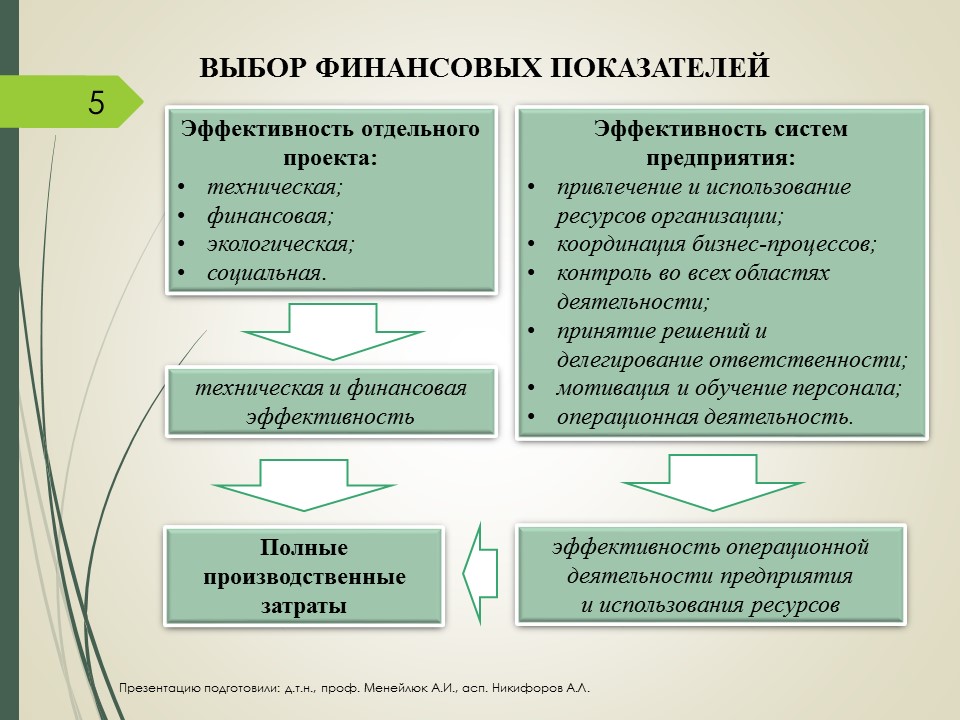 ВЫБОР ФИНАНСОВЫХ ПОКАЗАТЕЛЕЙ
5
Эффективность отдельного
проекта:
• техническая;
• финансовая;
• экологическая;
• социальная.
техническая и финансовая
эффективность
Полные
производственные
затраты
Эффективность систем
предприятия:
• привлечение и использование
ресурсов организации;
• координация бизнес-процессов;
• контроль во всех областях
деятельности;
• принятие решений и
делегирование ответственности;
• мотивация и обучение персонала;
• операционная деятельность.
эффективность операционной
деятельности предприятия
и использования ресурсов
Презентацию подготовили: д.т.н., проф. Менейлюк А.И., асп. Никифоров А.Л.